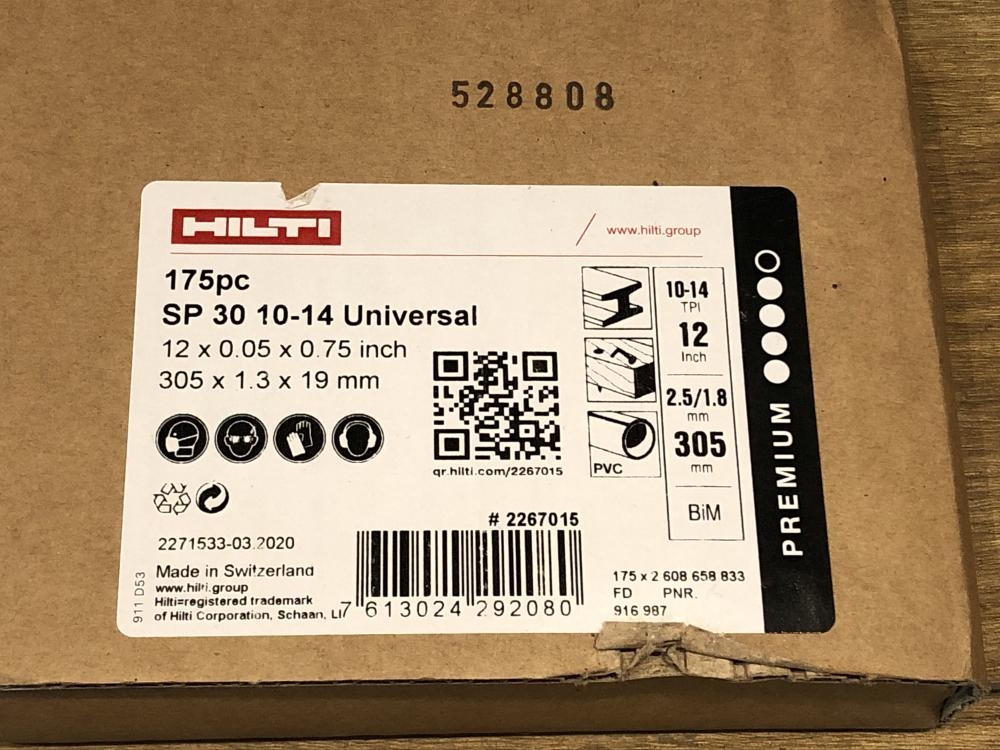 528808
HILTI
www.hilti.group
175pc
SP 30 10-14 Universal
12 x 0.05 x 0.75 inch
305 x 1.3 x 19 mm
PVC
10-14
TPI
12
Inch
2.5/1.8
mm
305
mm
BiM
PREMIUM
qr.hilti.com/2267015
# 2267015
2271533-03.2020
Made in Switzerland
www.hilti.group
Hilti=registered trademark
of Hilti Corporation, Schaan, LI
911 D53
7 613024 292080
175 x 2 608 658 833
FD PNR.
916 987